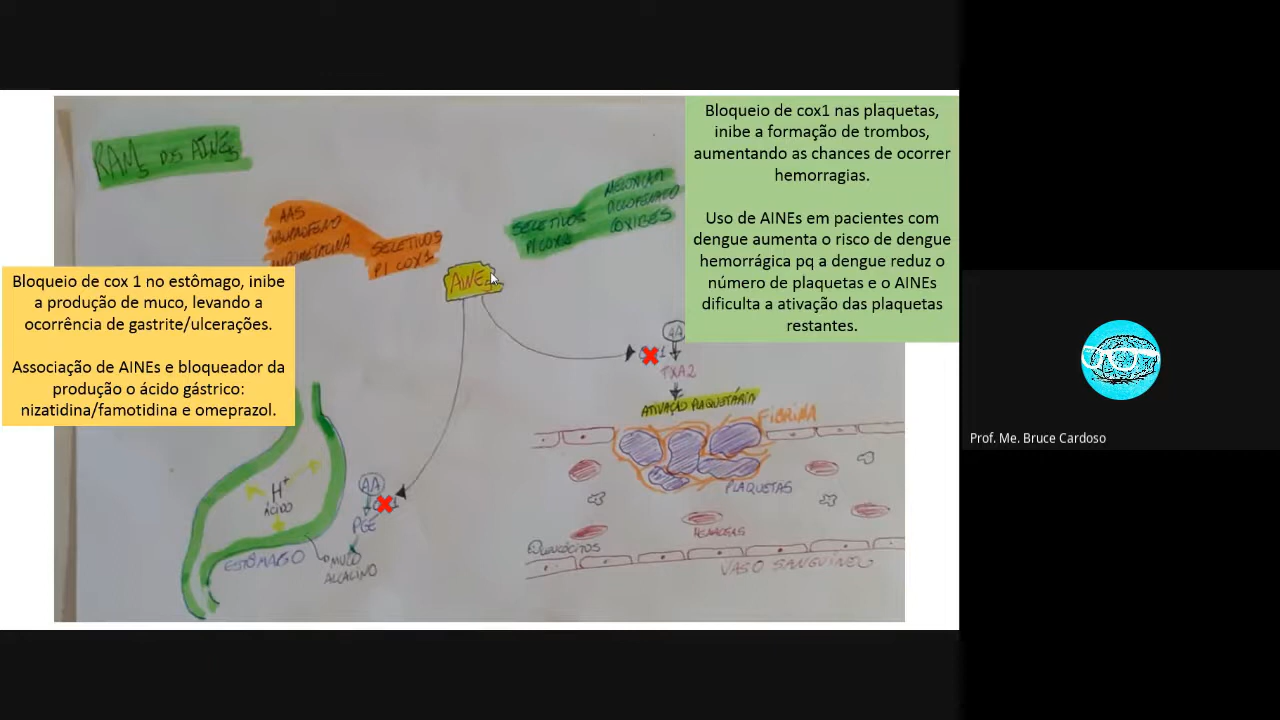 RAMs DOS AINEs
AAS
IBUPROFENO
INDOMETACINA
SELETIVOS
P/ COX1
SELETIVOS
P/ COX2
MELOXICAM
DICLOFENACO
COXIBES
AINEs
Bloqueio de cox1 nas plaquetas,
inibe a formação de trombos,
aumentando as chances de ocorrer
hemorragias.
Uso de AINEs em pacientes com
dengue aumenta o risco de dengue
hemorrágica pq a dengue reduz o
número de plaquetas e o AINEs
dificulta a ativação das plaquetas
restantes.
Bloqueio de cox 1 no estômago, inibe
a produção de muco, levando a
ocorrência de gastrite/ulcerações.
Associação de AINEs e bloqueador da
produção o ácido gástrico:
nizatidina/famotidina e omeprazol.
AA
TXA2
ATIVAÇÃO PLAQUETÁRIA
FIBRINA
PLAQUETAS
HEMÁCIAS
LEUCÓCITOS
VASO SANGUÍNEO
H+
ÁCIDO
ESTÔMAGO
AA
PGE
MUCO
ALCALINO
Prof. Me. Bruce Cardoso